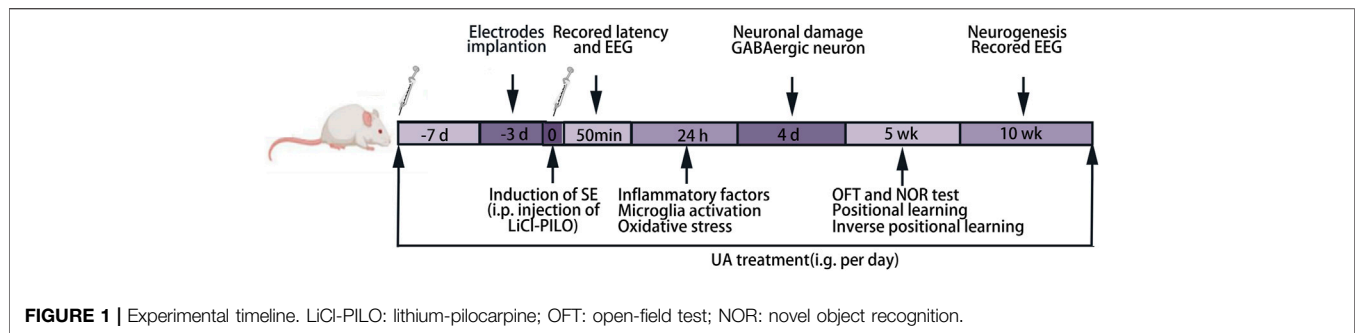 Electrodes
implantion
Recored latency
and EEG
Neuronal damage
GABAergic neuron
Neurogenesis
Recored EEG
-7 d
-3 d
0
50min
24 h
4 d
5 wk
10 wk
Induction of SE
(i.p. injection of
LiCl-PILO)
Inflammatory factors
Microglia activation
Oxidative stress
OFT and NOR test
Positional learning
Inverse positional learning
UA treatment(i.g. per day)
FIGURE 1 | Experimental timeline. LiCl-PILO: lithium-pilocarpine; OFT: open-field test; NOR: novel object recognition.